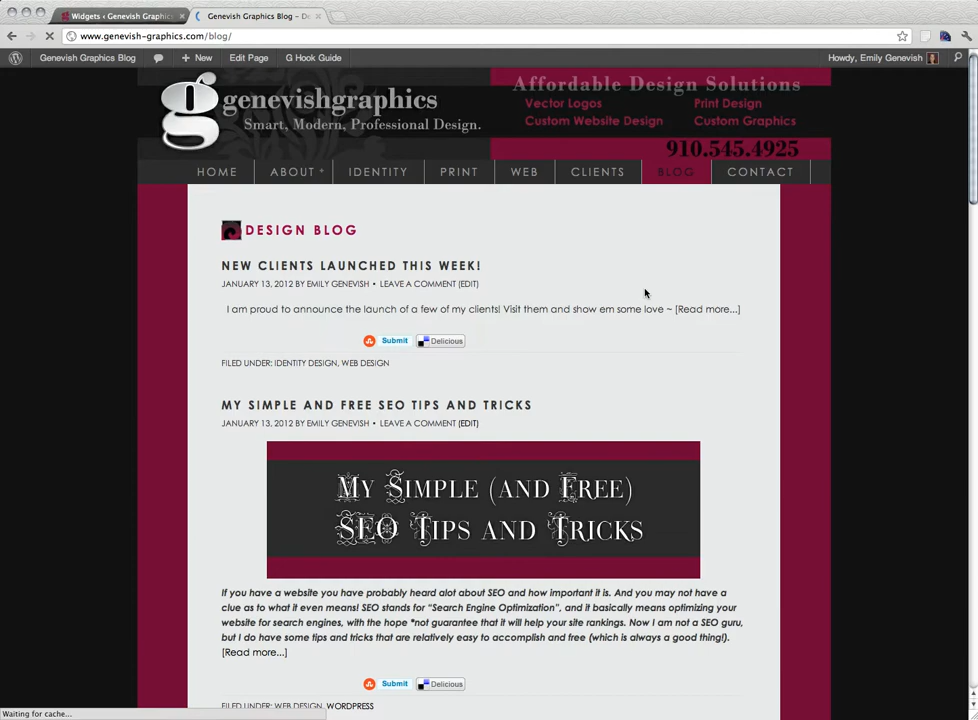 Widgets ‹ Genevish Graphics
Genevish Graphics Blog – De
www.genevish-graphics.com/blog/
Genevish Graphics Blog
+ New
Edit Page
G Hook Guide
Howdy, Emily Genevish
g genevishgraphics
Smart, Modern, Professional Design.
Affordable Design Solutions
Vector Logos
Print Design
Custom Website Design
Custom Graphics
910.545.4925
HOME
ABOUT
IDENTITY
PRINT
WEB
CLIENTS
BLOG
CONTACT
DESIGN BLOG
NEW CLIENTS LAUNCHED THIS WEEK!
JANUARY 13, 2012 BY EMILY GENEVISH • LEAVE A COMMENT (EDIT)
I am proud to announce the launch of a few of my clients! Visit them and show em some love ~ [Read more...]
Submit
Delicious
FILED UNDER: IDENTITY DESIGN, WEB DESIGN
MY SIMPLE AND FREE SEO TIPS AND TRICKS
JANUARY 13, 2012 BY EMILY GENEVISH • LEAVE A COMMENT (EDIT)
My Simple (and Free)
SEO Tips and Tricks
If you have a website you have probably heard alot about SEO and how important it is. And you may not have a
clue as to what it even means! SEO stands for “Search Engine Optimization”, and it basically means optimizing your
website for search engines, with the hope *not guarantee that it will help your site rankings. Now I am not a SEO guru,
but I do have some tips and tricks that are relatively easy to accomplish and free (which is always a good thing!).
[Read more...]
Submit
Delicious
FILED UNDER: WEB DESIGN, WORDPRESS
Waiting for cache...